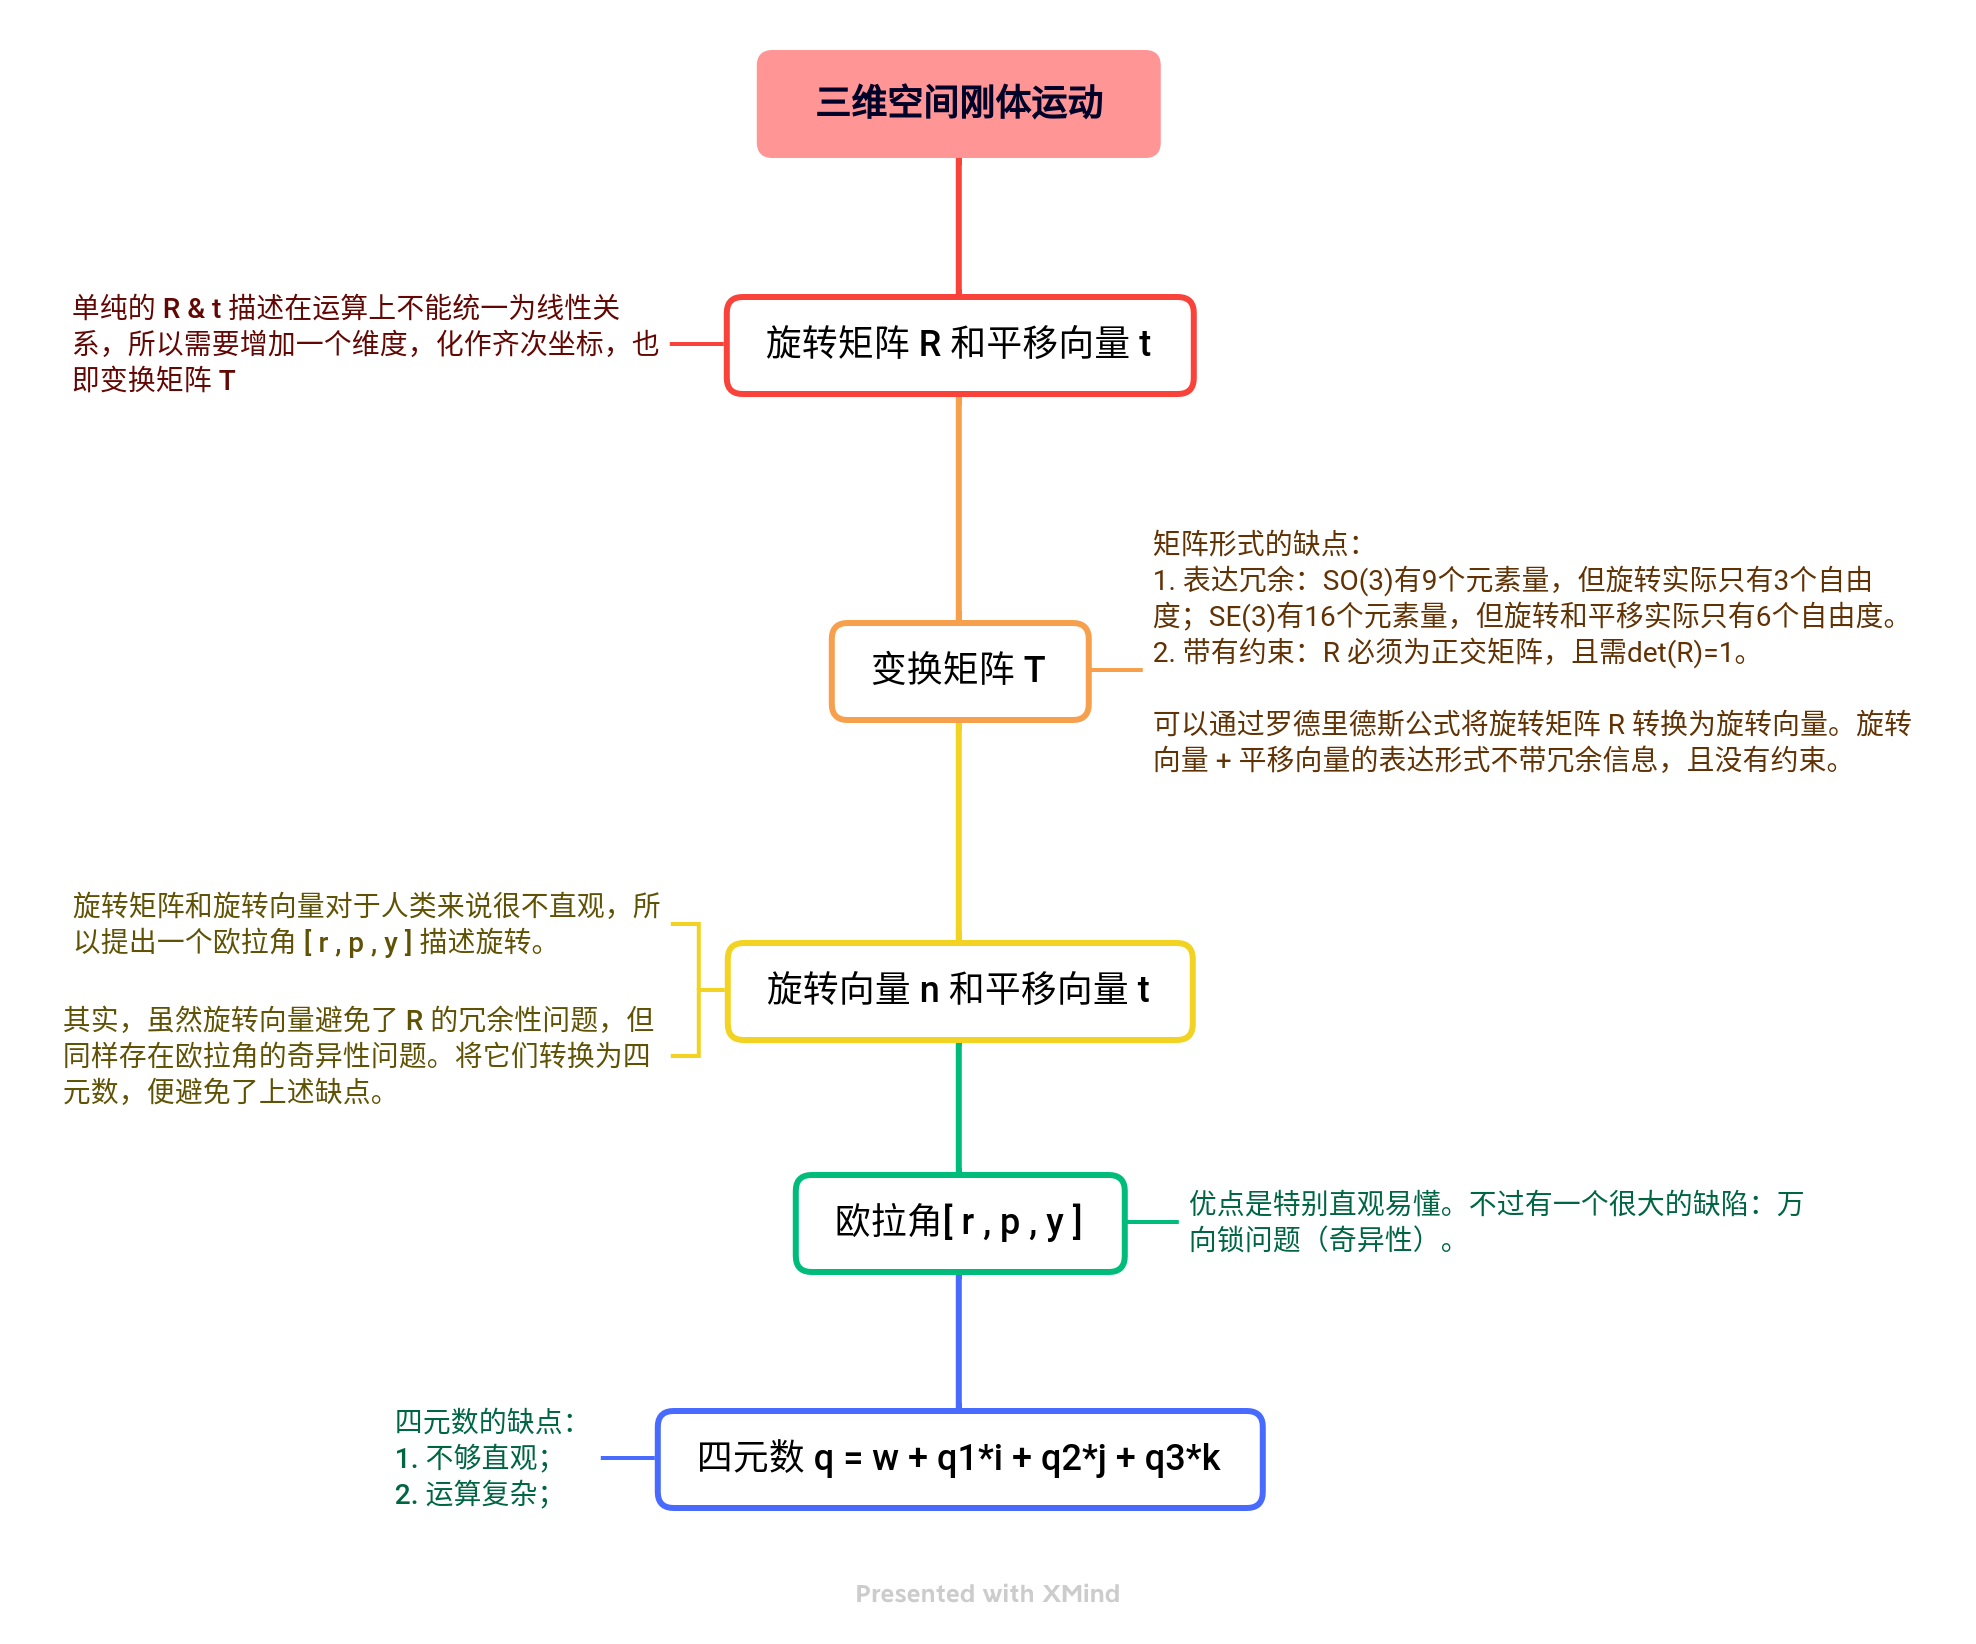 三维空间刚体运动
单纯的 R & t 描述在运算上不能统一为线性关
系，所以需要增加一个维度，化作齐次坐标，也
即变换矩阵 T
旋转矩阵 R 和平移向量 t
矩阵形式的缺点：
1. 表达冗余：SO(3)有9个元素量，但旋转实际只有3个自由
度；SE(3)有16个元素量，但旋转和平移实际只有6个自由度。
2. 带有约束：R 必须为正交矩阵，且需det(R)=1。
可以通过罗德里德斯公式将旋转矩阵 R 转换为旋转向量。旋转
向量 + 平移向量的表达形式不带冗余信息，且没有约束。
变换矩阵 T
旋转矩阵和旋转向量对于人类来说很不直观，所
以提出一个欧拉角 [ r , p , y ] 描述旋转。
其实，虽然旋转向量避免了 R 的冗余性问题，但
同样存在欧拉角的奇异性问题。将它们转换为四
元数，便避免了上述缺点。
旋转向量 n 和平移向量 t
欧拉角[ r , p , y ]
优点是特别直观易懂。不过有一个很大的缺陷：万
向锁问题（奇异性）。
四元数的缺点：
1. 不够直观；
2. 运算复杂；
四元数 q = w + q1*i + q2*j + q3*k
Presented with XMind